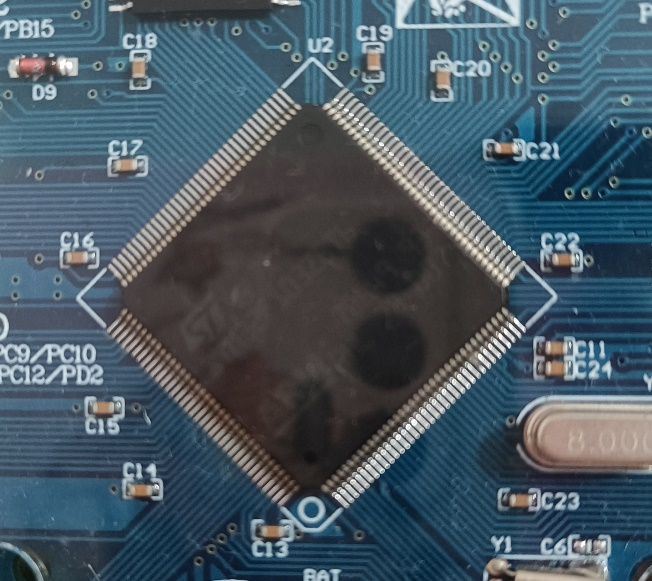 /PB15
C18
U2
C19
C20
D9
C17
C21
C16
C22
PC9/PC10
PC12/PD2
C11
C24
C15
8.000
C14
C23
C13
Y1
C6
BAT